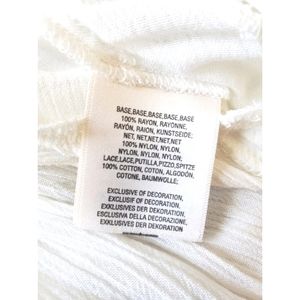 BASE,BASE,BASE,BASE,BASE
100% RAYON, RAYONNE,
RAYÓN, RAION, KUNSTSEIDE;
NET,NET,NET,NET,NET
100% NYLON, NYLON,
NYLON, NYLON, NYLON;
LACE,LACE,PUTILLA,PIZZO,SPITZE
100% COTTON, COTON, ALGODÓN,
COTONE, BAUMWOLLE;
EXCLUSIVE OF DECORATION,
EXCLUSIF OF DECORATION,
EXKLUSIVES DER DEKORATION
ESCLUSIVA DELLA DECORAZIONE,
EXKLUSIVES DER DEKORATION